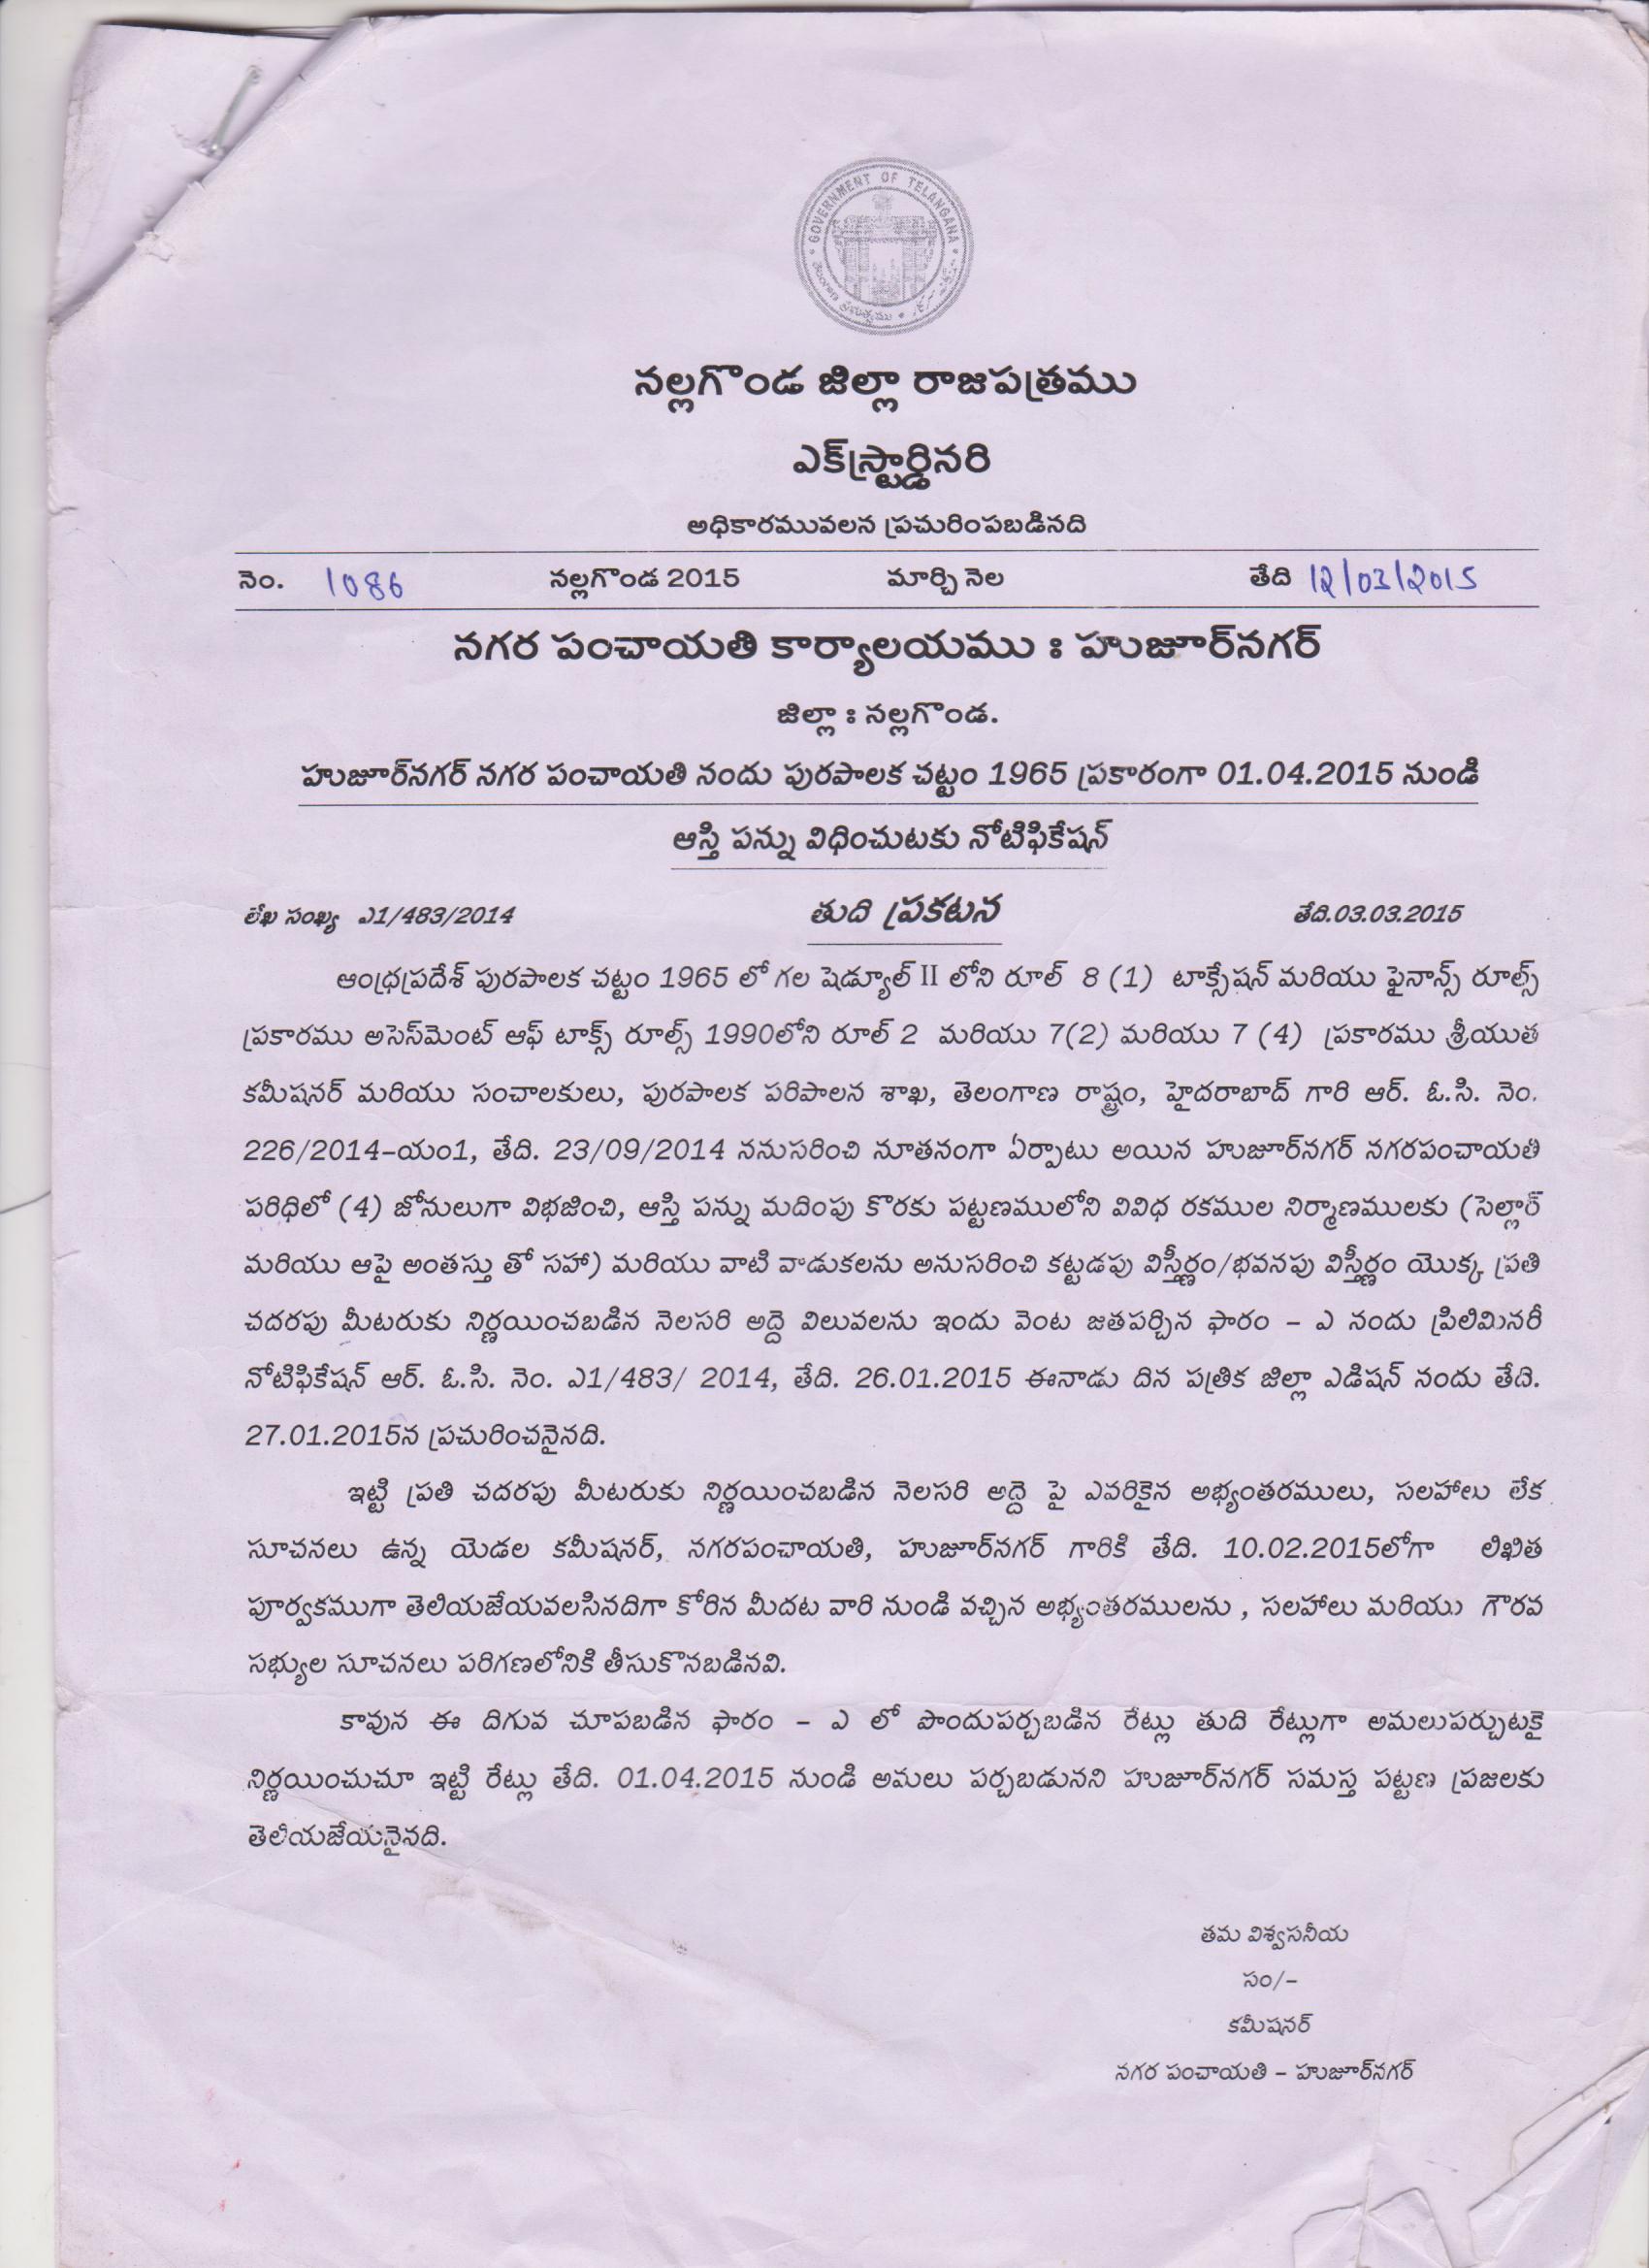 GOVERNMENT OF TELANGANA
నల్లగొండ జిల్లా రాజపత్రము
ఎక్‌స్ట్రార్డినరి
అధికారమువలన ప్రచురింపబడినది
నెం. 1086 నల్లగొండ 2015 మార్చి నెల తేది 12/03/2015
నగర పంచాయతి కార్యాలయము : హుజూర్‌నగర్
జిల్లా : నల్లగొండ.
హుజూర్‌నగర్ నగర పంచాయతి నందు పురపాలక చట్టం 1965 ప్రకారంగా 01.04.2015 నుండి
ఆస్తి పన్ను విధించుటకు నోటిఫికేషన్
లేఖ సంఖ్య ఎ1/483/2014 తుది ప్రకటన తేది.03.03.2015
ఆంధ్రప్రదేశ్ పురపాలక చట్టం 1965 లో గల షెడ్యూల్ II లోని రూల్ 8 (1) టాక్సేషన్ మరియు ఫైనాన్స్ రూల్స్
ప్రకారము అసెస్‌మెంట్ ఆఫ్ టాక్స్ రూల్స్ 1990లోని రూల్ 2 మరియు 7(2) మరియు 7 (4) ప్రకారము శ్రీయుత
కమీషనర్ మరియు సంచాలకులు, పురపాలక పరిపాలన శాఖ, తెలంగాణ రాష్ట్రం, హైదరాబాద్ గారి ఆర్. ఓ.సి. నెం.
226/2014-యం1, తేది. 23/09/2014 ననుసరించి నూతనంగా ఏర్పాటు అయిన హుజూర్‌నగర్ నగరపంచాయతి
పరిధిలో (4) జోనులుగా విభజించి, ఆస్తి పన్ను మదింపు కొరకు పట్టణములోని వివిధ రకముల నిర్మాణములకు (సెల్లార్
మరియు ఆపై అంతస్తు తో సహా) మరియు వాటి వాడుకలను అనుసరించి కట్టడపు విస్తీర్ణం/భవనపు విస్తీర్ణం యొక్క ప్రతి
చదరపు మీటరుకు నిర్ణయించబడిన నెలసరి అద్దె విలువలను ఇందు వెంట జతపర్చిన ఫారం - ఎ నందు ప్రిలిమినరీ
నోటిఫికేషన్ ఆర్. ఓ.సి. నెం. ఎ1/483/ 2014, తేది. 26.01.2015 ఈనాడు దిన పత్రిక జిల్లా ఎడిషన్ నందు తేది.
27.01.2015న ప్రచురించనైనది.
ఇట్టి ప్రతి చదరపు మీటరుకు నిర్ణయించబడిన నెలసరి అద్దె పై ఎవరికైన అభ్యంతరములు, సలహాలు లేక
సూచనలు ఉన్న యెడల కమీషనర్, నగరపంచాయతి, హుజూర్‌నగర్ గారికి తేది. 10.02.2015లోగా లిఖిత
పూర్వకముగా తెలియజేయవలసినదిగా కోరిన మీదట వారి నుండి వచ్చిన అభ్యంతరములను , సలహాలు మరియు గౌరవ
సభ్యుల సూచనలు పరిగణలోనికి తీసుకొనబడినవి.
కావున ఈ దిగువ చూపబడిన ఫారం - ఎ లో పొందుపర్చబడిన రేట్లు తుది రేట్లుగా అమలుపర్చుటకై
నిర్ణయించుచూ ఇట్టి రేట్లు తేది. 01.04.2015 నుండి అమలు పర్చబడునని హుజూర్‌నగర్ సమస్త పట్టణ ప్రజలకు
తెలియజేయనైనది.
తమ విశ్వసనీయ
సం/-
కమీషనర్
నగర పంచాయతి - హుజూర్‌నగర్